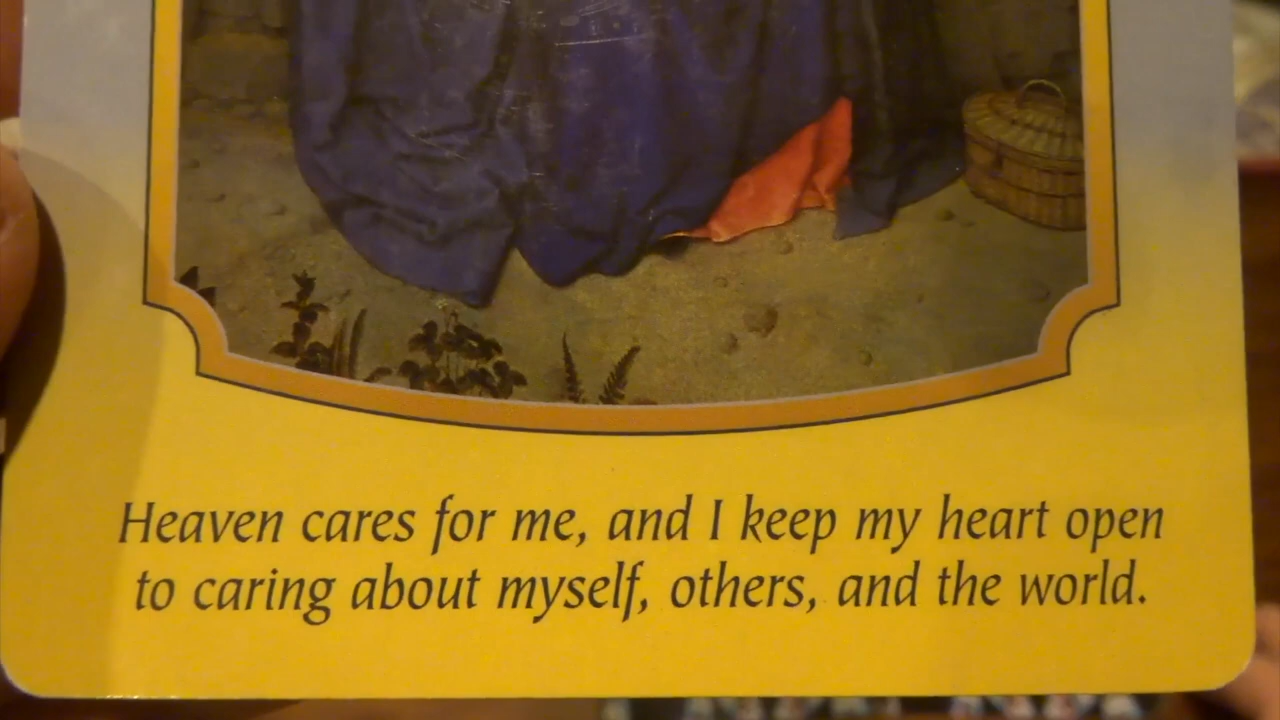 Heaven cares for me, and I keep my heart open
to caring about myself, others, and the world.